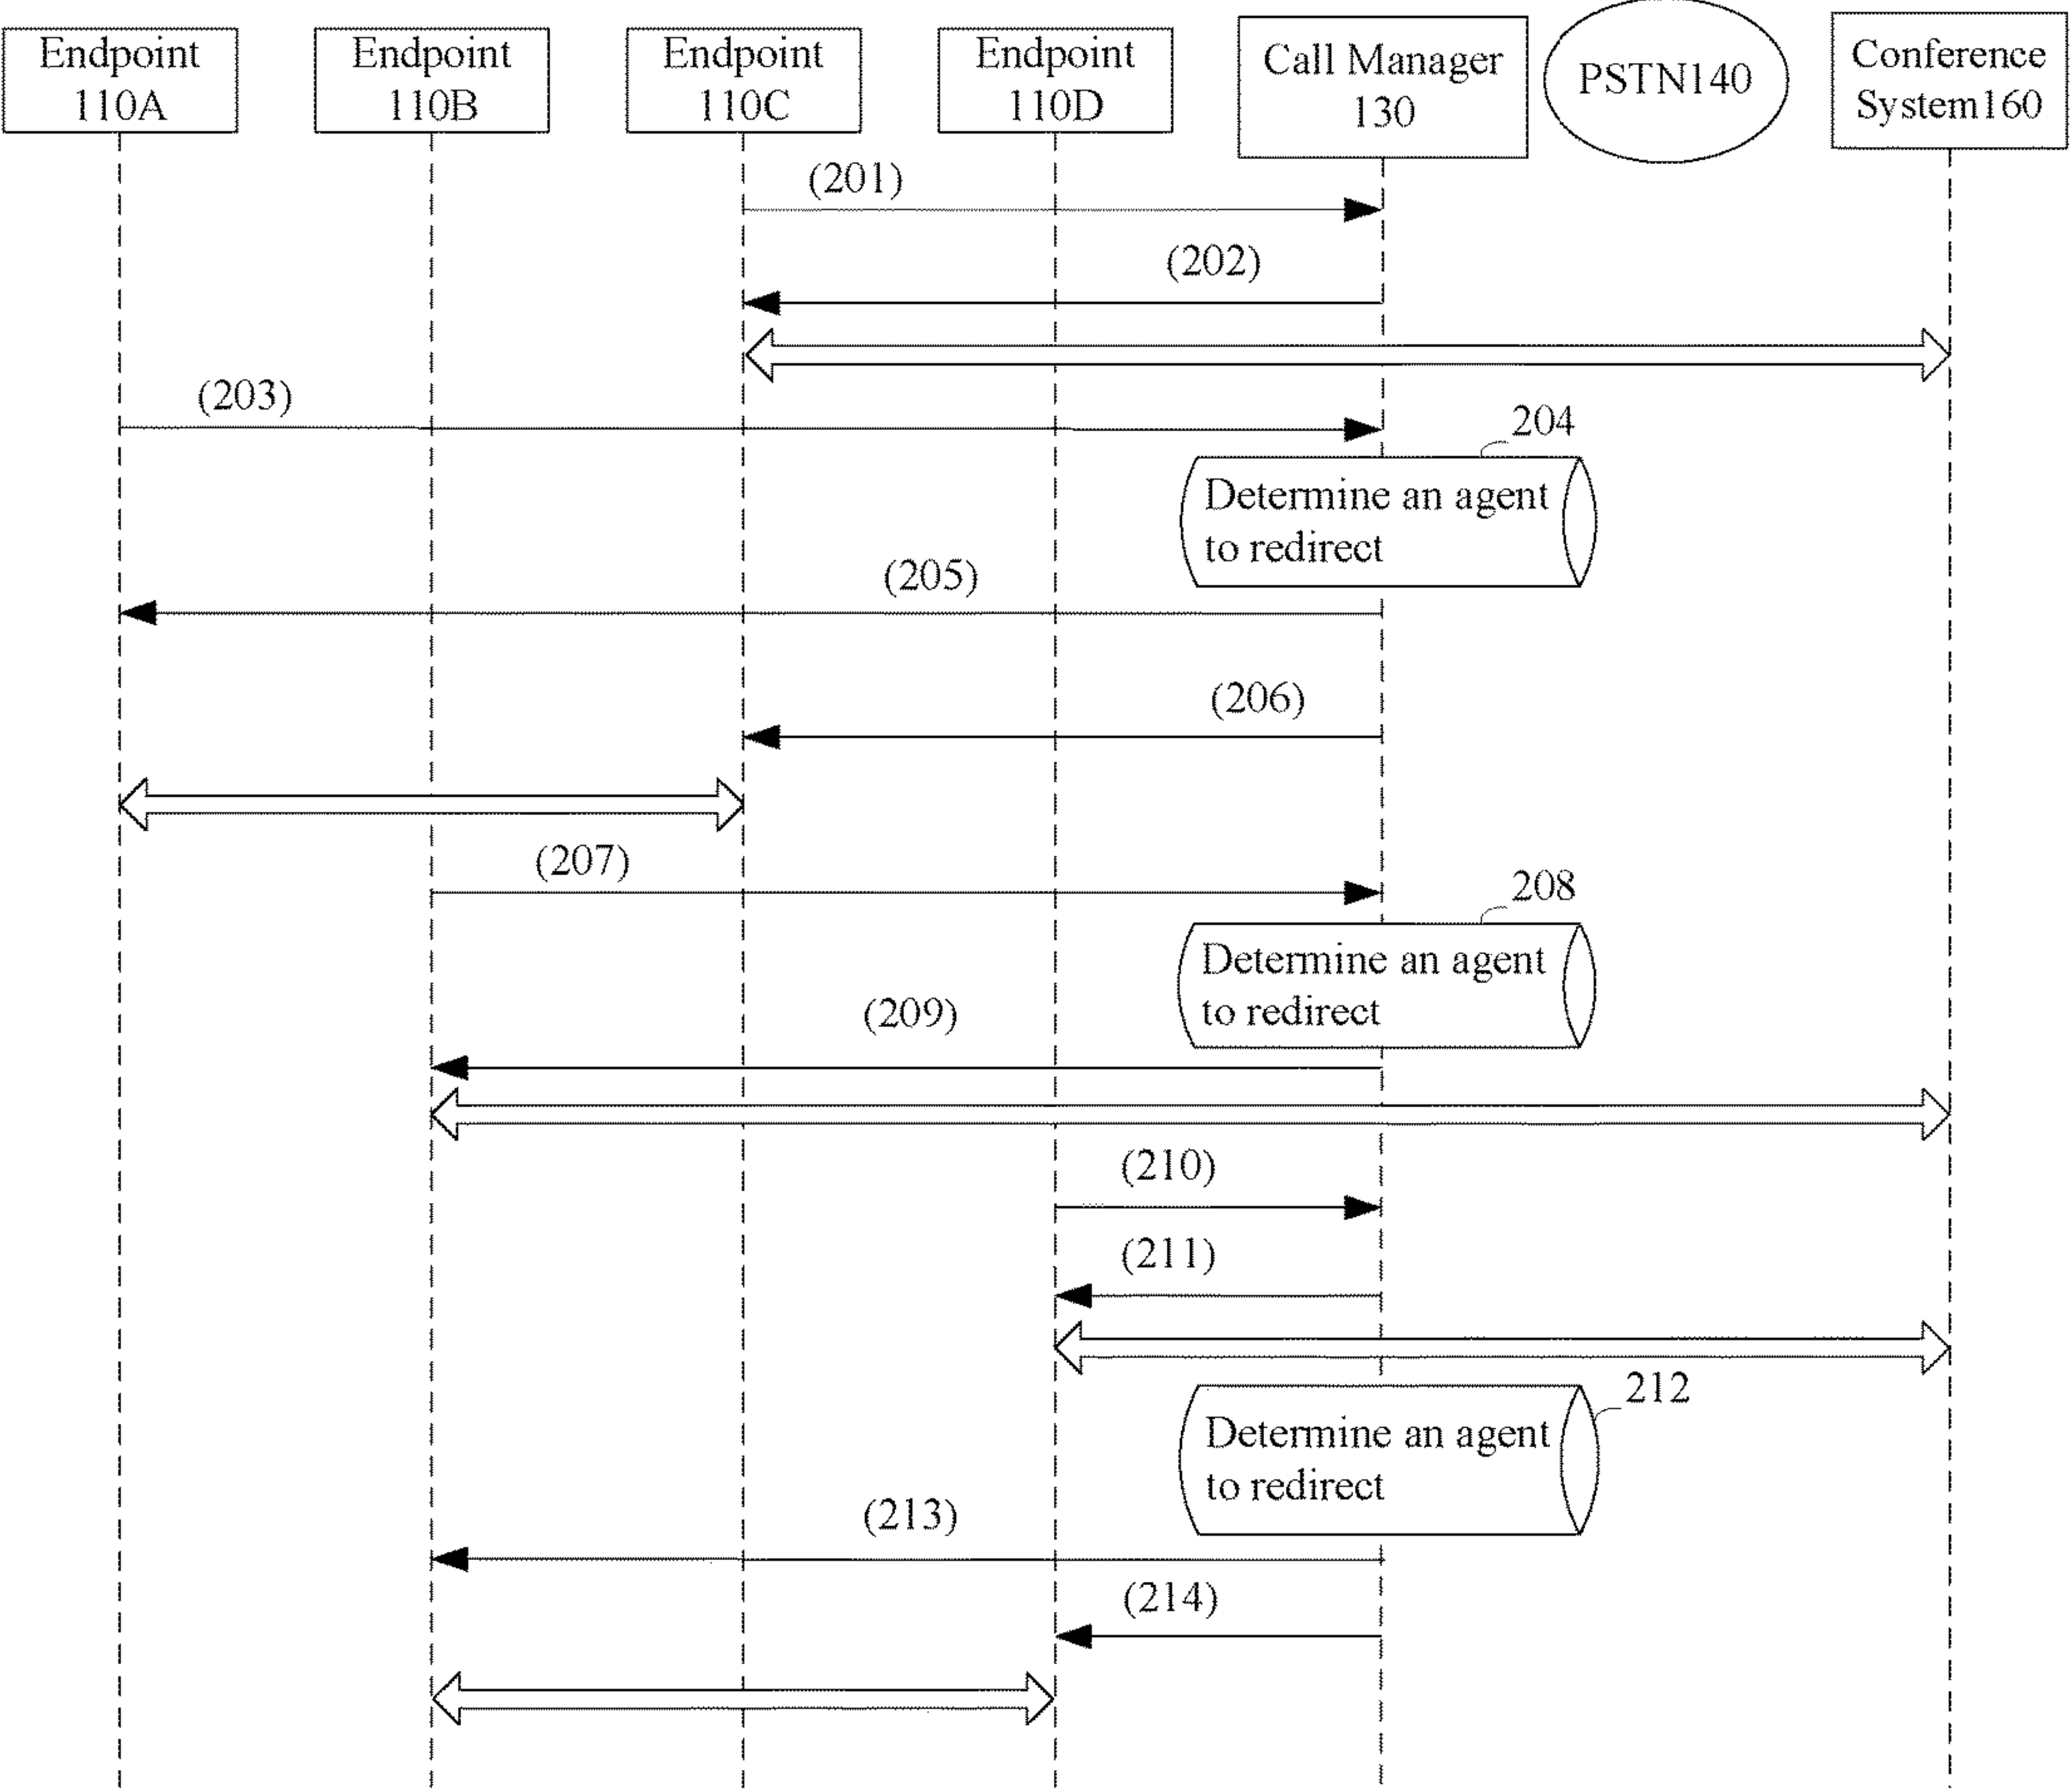 Endpoint
110A
Endpoint
110B
Endpoint
110C
Endpoint
110D
Call Manager
130
PSTN140
Conference
System160
(201)
(202)
(203)
204
Determine an agent
to redirect
(205)
(206)
(207)
208
Determine an agent
to redirect
(209)
(210)
(211)
212
Determine an agent
to redirect
(213)
(214)